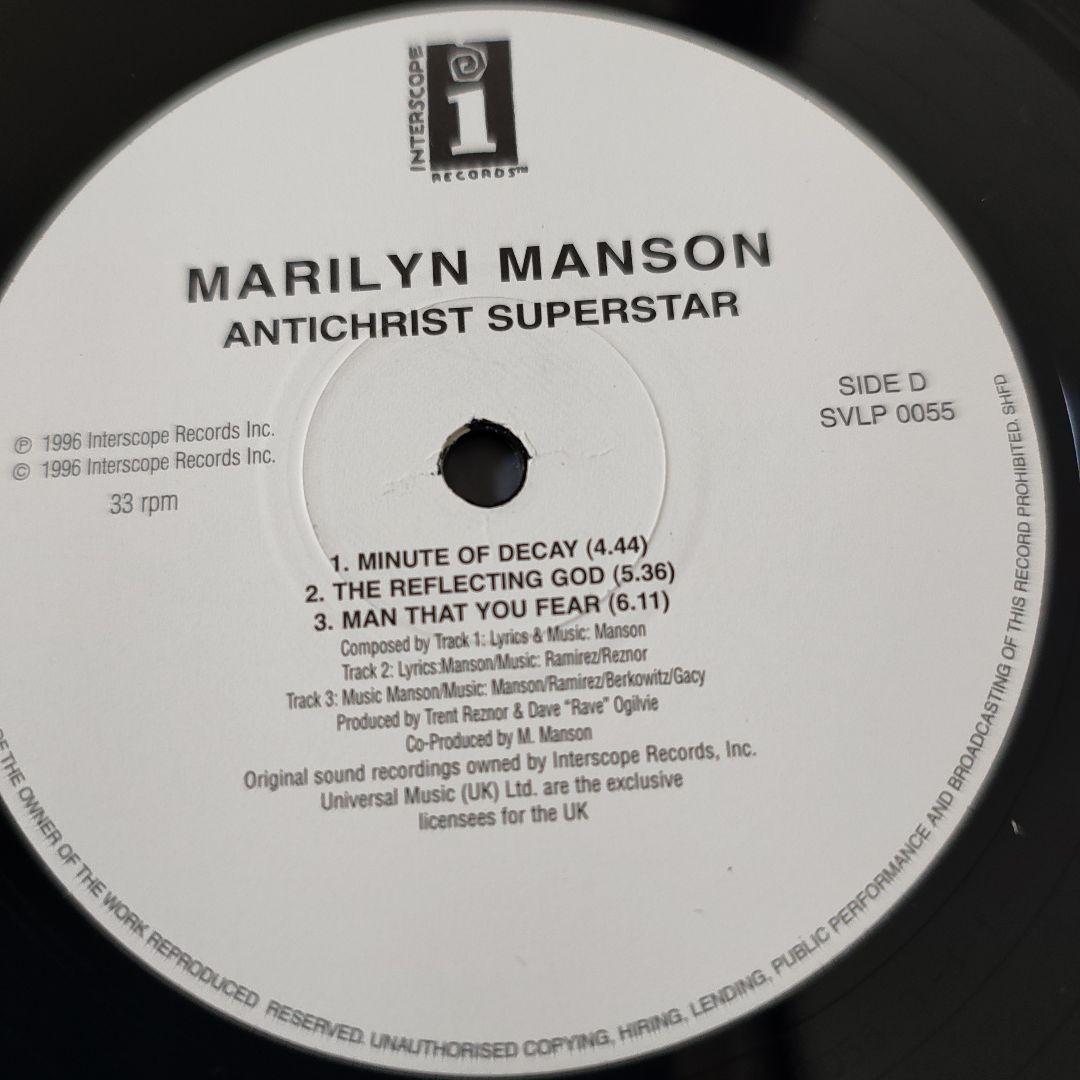 INTERSCOPE
i
RECORDS™
MARILYN MANSON
ANTICHRIST SUPERSTAR
SIDE D
SVLP 0055
℗ 1996 Interscope Records Inc.
© 1996 Interscope Records Inc.
33 rpm
1. MINUTE OF DECAY (4.44)
2. THE REFLECTING GOD (5.36)
3. MAN THAT YOU FEAR (6.11)
Composed by Track 1: Lyrics & Music: Manson
Track 2: Lyrics:Manson/Music: Ramirez/Reznor
Track 3: Music Manson/Music: Manson/Ramirez/Berkowitz/Gacy
Produced by Trent Reznor & Dave “Rave” Ogilvie
Co-Produced by M. Manson
Original sound recordings owned by Interscope Records, Inc.
Universal Music (UK) Ltd. are the exclusive
licensees for the UK
OF THE OWNER OF THE WORK REPRODUCED RESERVED. UNAUTHORISED COPYING, HIRING, LENDING, PUBLIC PERFORMANCE AND BROADCASTING OF THIS RECORD PROHIBITED. SHFD